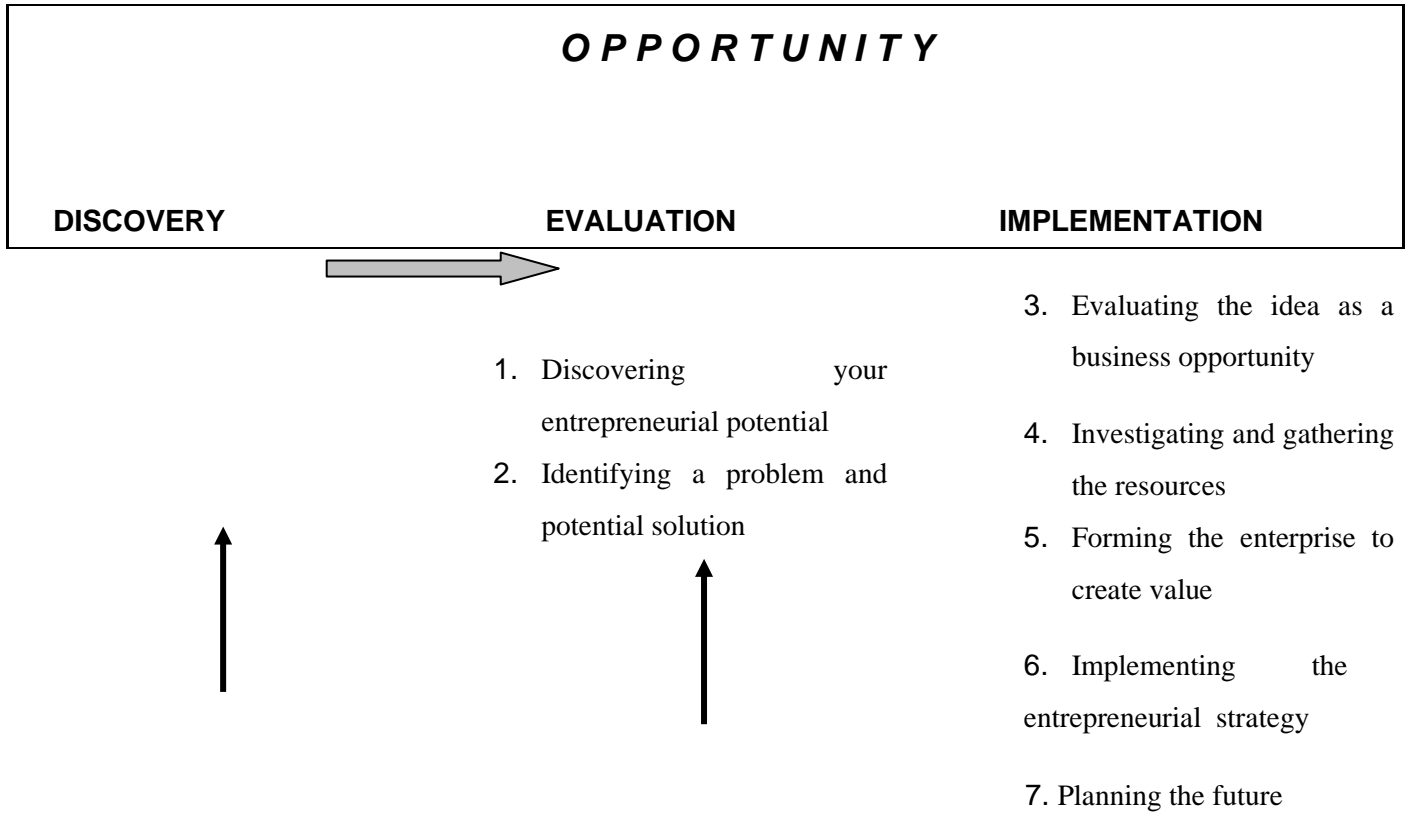 O P P O R T U N I T Y
DISCOVERY EVALUATION IMPLEMENTATION
1. Discovering your
entrepreneurial potential
2. Identifying a problem and
potential solution
3. Evaluating the idea as a
business opportunity
4. Investigating and gathering
the resources
5. Forming the enterprise to
create value
6. Implementing the
entrepreneurial strategy
7. Planning the future